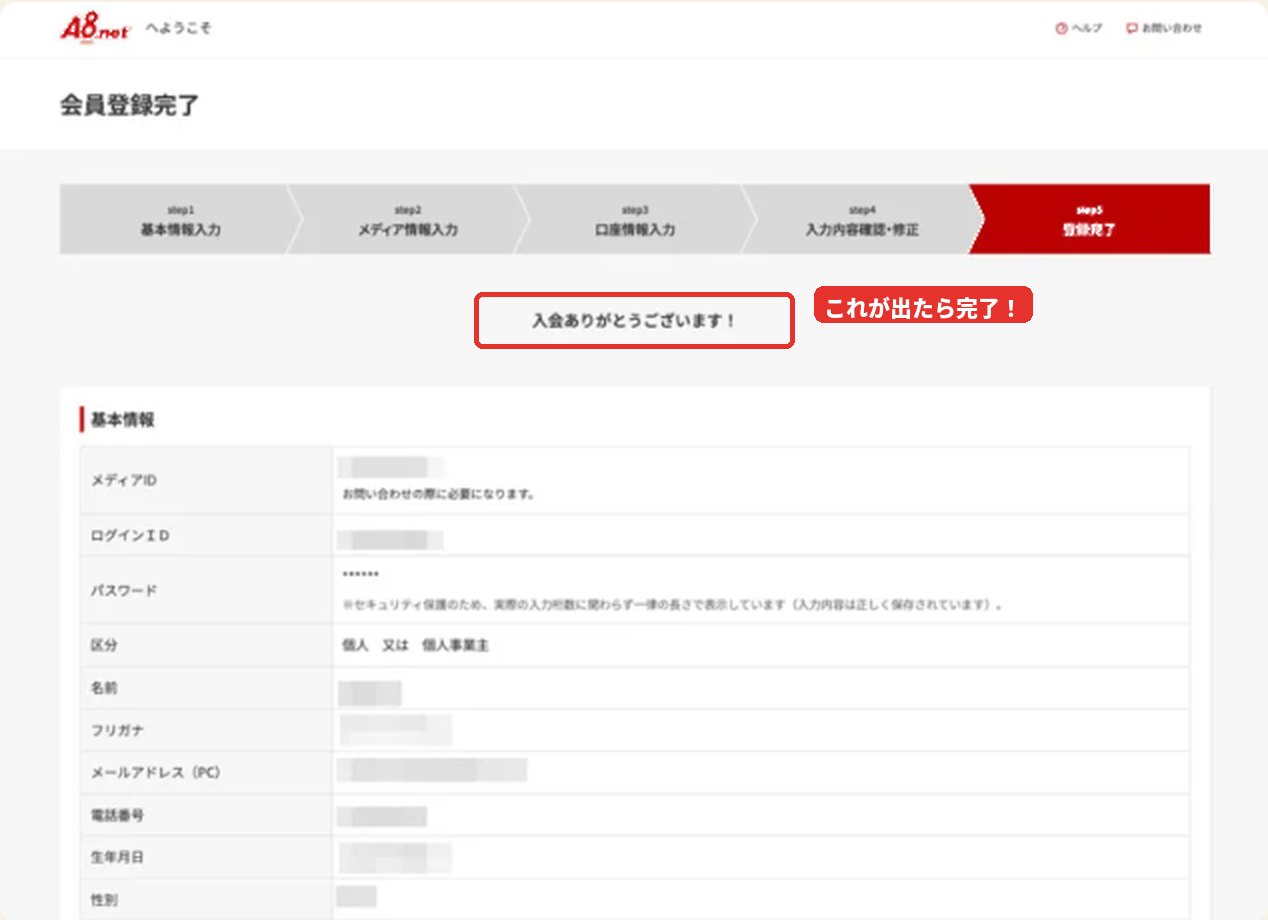 A8.net へようこそ
ヘルプ
お問い合わせ
会員登録完了
step1
基本情報入力
step2
メディア情報入力
step3
口座情報入力
step4
入力内容確認・修正
step5
登録完了
入会ありがとうございます！
これが出たら完了！
基本情報
メディアID
お問い合わせの際に必要になります。
ログインＩＤ
パスワード
••••••
※セキュリティ保護のため、実際の入力桁数に関わらず一律の長さで表示しています（入力内容は正しく保存されています）。
区分
個人　又は　個人事業主
名前
フリガナ
メールアドレス（PC）
電話番号
生年月日
性別